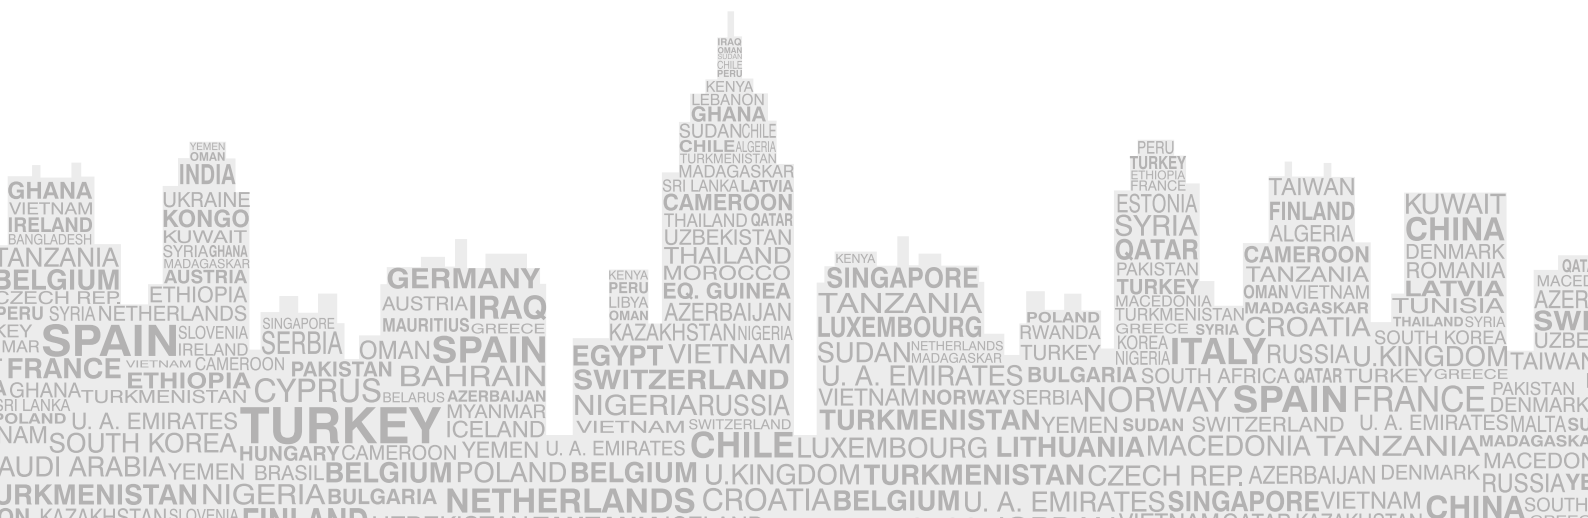 GHANA
VIETNAM
IRELAND
BANGLADESH
TANZANIA
BELGIUM
CZECH REP.
PERU SYRIA NETHERLANDS
YEMEN
OMAN
INDIA
UKRAINE
KONGO
KUWAIT
SYRIA GHANA
MADAGASKAR
AUSTRIA
ETHIOPIA
SPAIN SLOVENIA
IRELAND
FRANCE VIETNAM CAMEROON
ETHIOPIA
GHANA TURKMENISTAN
SRI LANKA
POLAND U. A. EMIRATES
SOUTH KOREA
SINGAPORE
SERBIA
GERMANY
AUSTRIA IRAQ
MAURITIUS GREECE
OMAN SPAIN
PAKISTAN BAHRAIN
CYPRUS BELARUS AZERBAIJAN
TURKEY MYANMAR
ICELAND
HUNGARY CAMEROON YEMEN U. A. EMIRATES CHILE
IRAQ
OMAN
SUDAN
CHILE
PERU
KENYA
LEBANON
GHANA
SUDAN CHILE
CHILE ALGERIA
TURKMENISTAN
MADAGASKAR
SRI LANKA LATVIA
CAMEROON
THAILAND QATAR
UZBEKISTAN
THAILAND
MOROCCO
EQ. GUINEA
AZERBAIJAN
KENYA
PERU
LIBYA
OMAN
KAZAKHSTAN NIGERIA
EGYPT VIETNAM
SWITZERLAND
NIGERIA RUSSIA
VIETNAM SWITZERLAND
KENYA
SINGAPORE
TANZANIA
LUXEMBOURG
SUDAN NETHERLANDS
MADAGASKAR
POLAND
RWANDA
TURKEY
U. A. EMIRATES BULGARIA SOUTH AFRICA QATAR TURKEY GREECE
VIETNAM NORWAY SERBIA NORWAY SPAIN FRANCE
PAKISTAN
DENMARK
TURKMENISTAN YEMEN SUDAN SWITZERLAND U. A. EMIRATES MALTA
PERU
TURKEY
ETHIOPIA
FRANCE
ESTONIA
SYRIA
QATAR
PAKISTAN
TURKEY
MACEDONIA
TURKMENISTAN
GREECE SYRIA
KOREA
NIGERIA ITALY RUSSIA U.KINGDOM
TAIWAN
FINLAND
ALGERIA
CAMEROON
TANZANIA
OMAN VIETNAM
MADAGASKAR
CROATIA
KUWAIT
CHINA
DENMARK
ROMANIA
LATVIA
TUNISIA
THAILAND SYRIA
SOUTH KOREA
TAIWAN
LUXEMBOURG LITHUANIA MACEDONIA TANZANIA
AUDI ARABIA YEMEN BRASIL BELGIUM POLAND BELGIUM U.KINGDOM TURKMENISTAN CZECH REP. AZERBAIJAN DENMARK
RUSSIA
URKMENISTAN NIGERIA BULGARIA NETHERLANDS CROATIA BELGIUM U. A. EMIRATES SINGAPORE VIETNAM CHINA SOUTH
KAZAKHSTAN SLOVENIA FINLAND